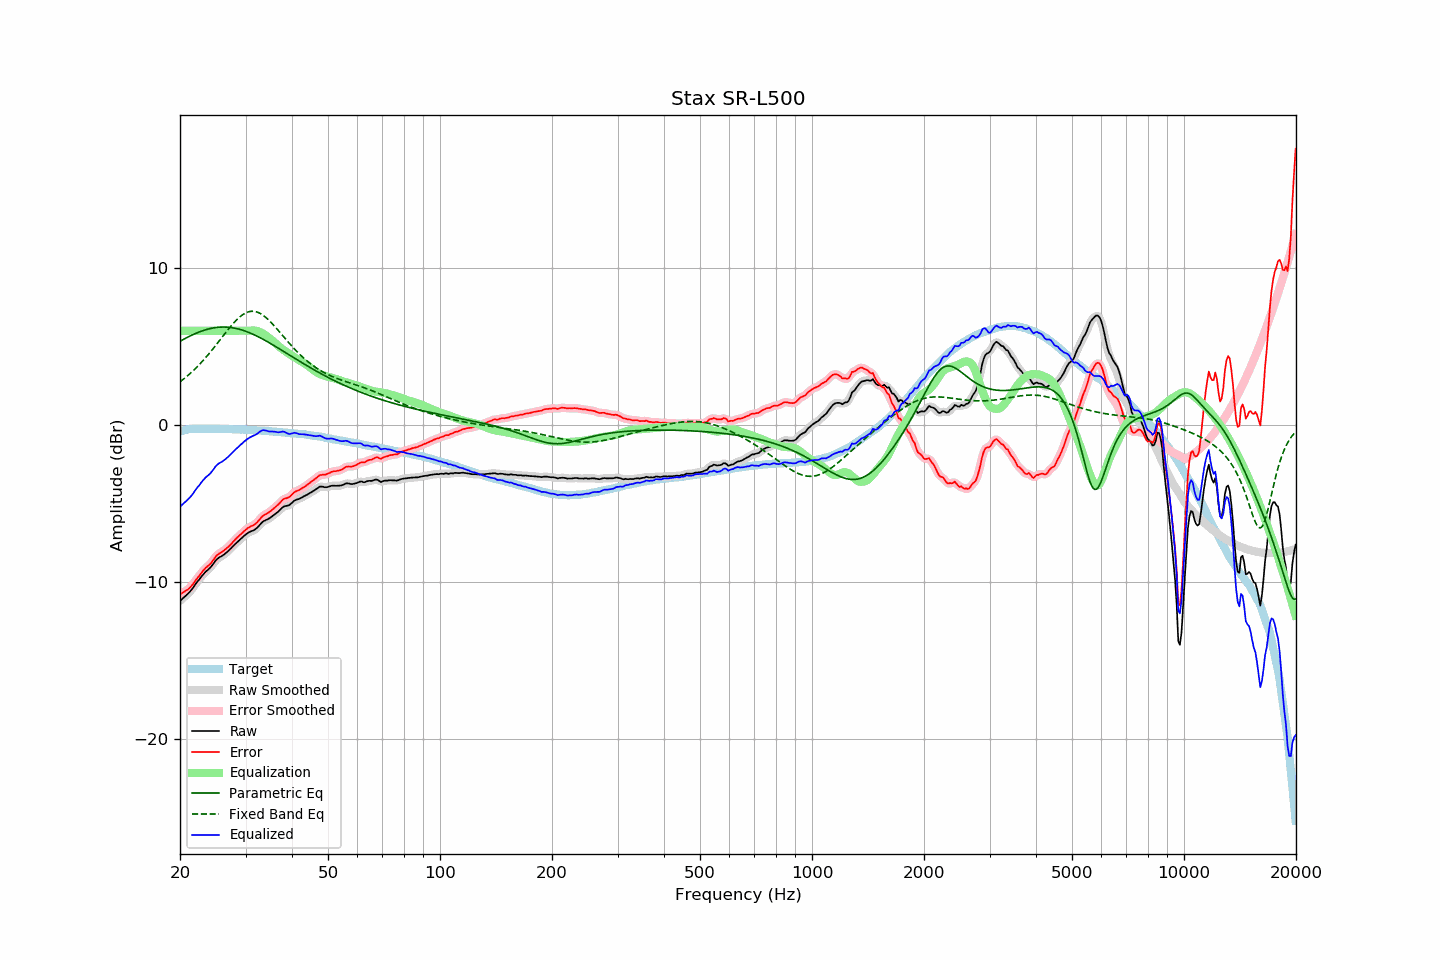 Stax SR-L500
Amplitude (dBr)
10
0
−10
−20
Target
Raw Smoothed
Error Smoothed
Raw
Error
Equalization
Parametric Eq
Fixed Band Eq
Equalized
20 50 100 200 500 1000 2000 5000 10000 20000
Frequency (Hz)